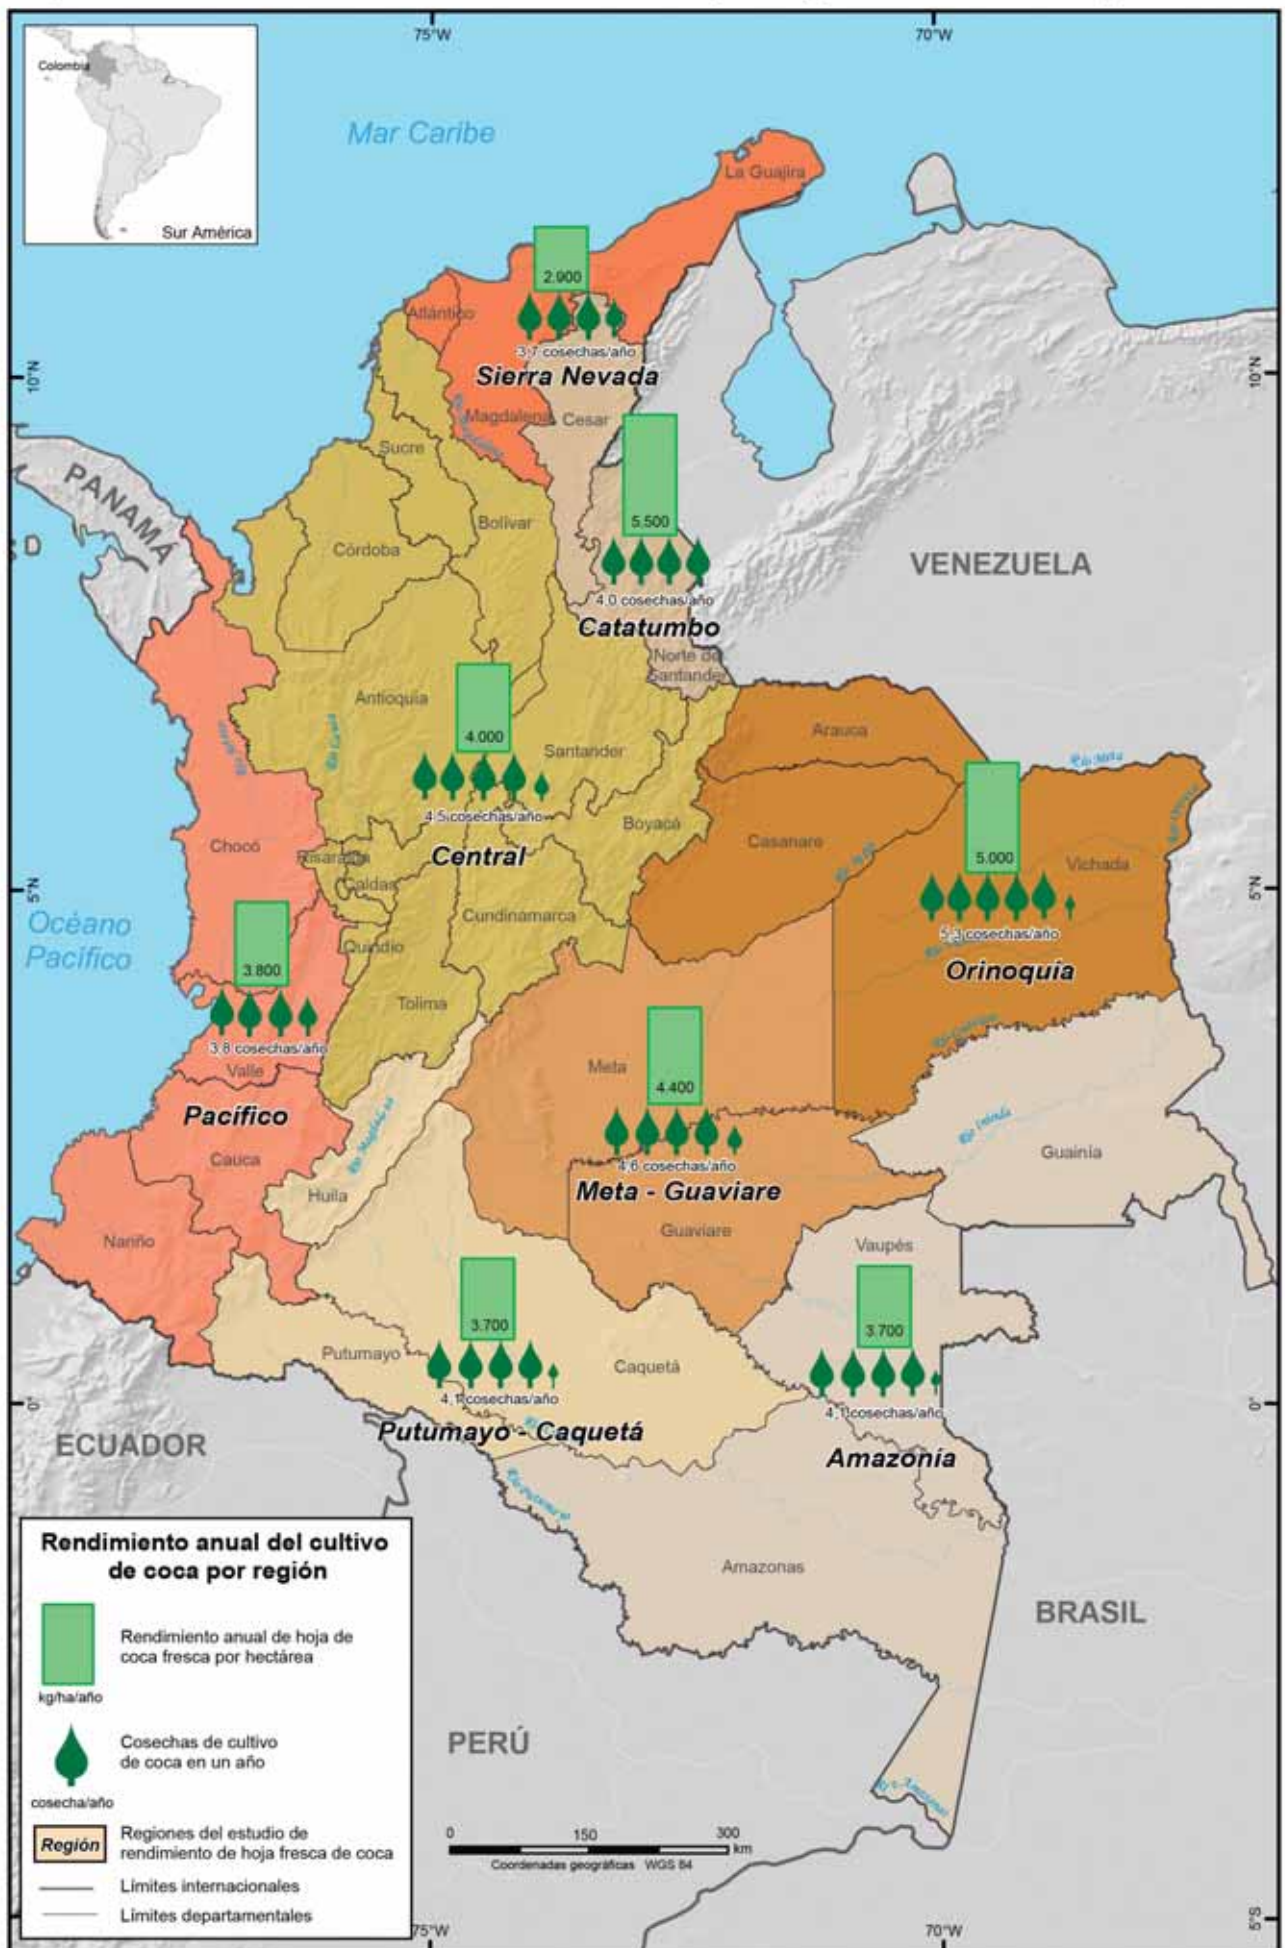 75°W
70°W
Colombia
Sur América
Mar Caribe
La Guajira
2.900
Atlántico
3,7 cosechas/año
Sierra Nevada
10°N
10°N
Magdalena
Cesar
Sucre
PANAMÁ
5.500
Bolívar
Córdoba
D
VENEZUELA
4,0 cosechas/año
Catatumbo
Norte de
Santander
Antioquia
Arauca
4.000
Santander
Río Meta
4,5 cosechas/año
Boyacá
Casanare
Chocó
Risaralda
Central
5.000
Vichada
Caldas
5°N
5°N
Océano
Pacífico
Cundinamarca
5,3 cosechas/año
Quindío
3.800
Orinoquia
Tolima
3,8 cosechas/año
Valle
Meta
4.400
Pacífico
Cauca
Guainía
4,6 cosechas/año
Huila
Meta - Guaviare
Guaviare
Nariño
Vaupés
3.700
3.700
Putumayo
Caquetá
4,1 cosechas/año
4,1 cosechas/año
0°
0°
Putumayo - Caquetá
ECUADOR
Amazonía
Río Putumayo
Amazonas
BRASIL
PERÚ
Rendimiento anual del cultivo
de coca por región
Rendimiento anual de hoja de
coca fresca por hectárea
kg/ha/año
Cosechas de cultivo
de coca en un año
cosecha/año
Región
Regiones del estudio de
rendimiento de hoja fresca de coca
Límites internacionales
Límites departamentales
0 150 300
km
Coordenadas geográficas WGS 84
75°W
70°W
5°S